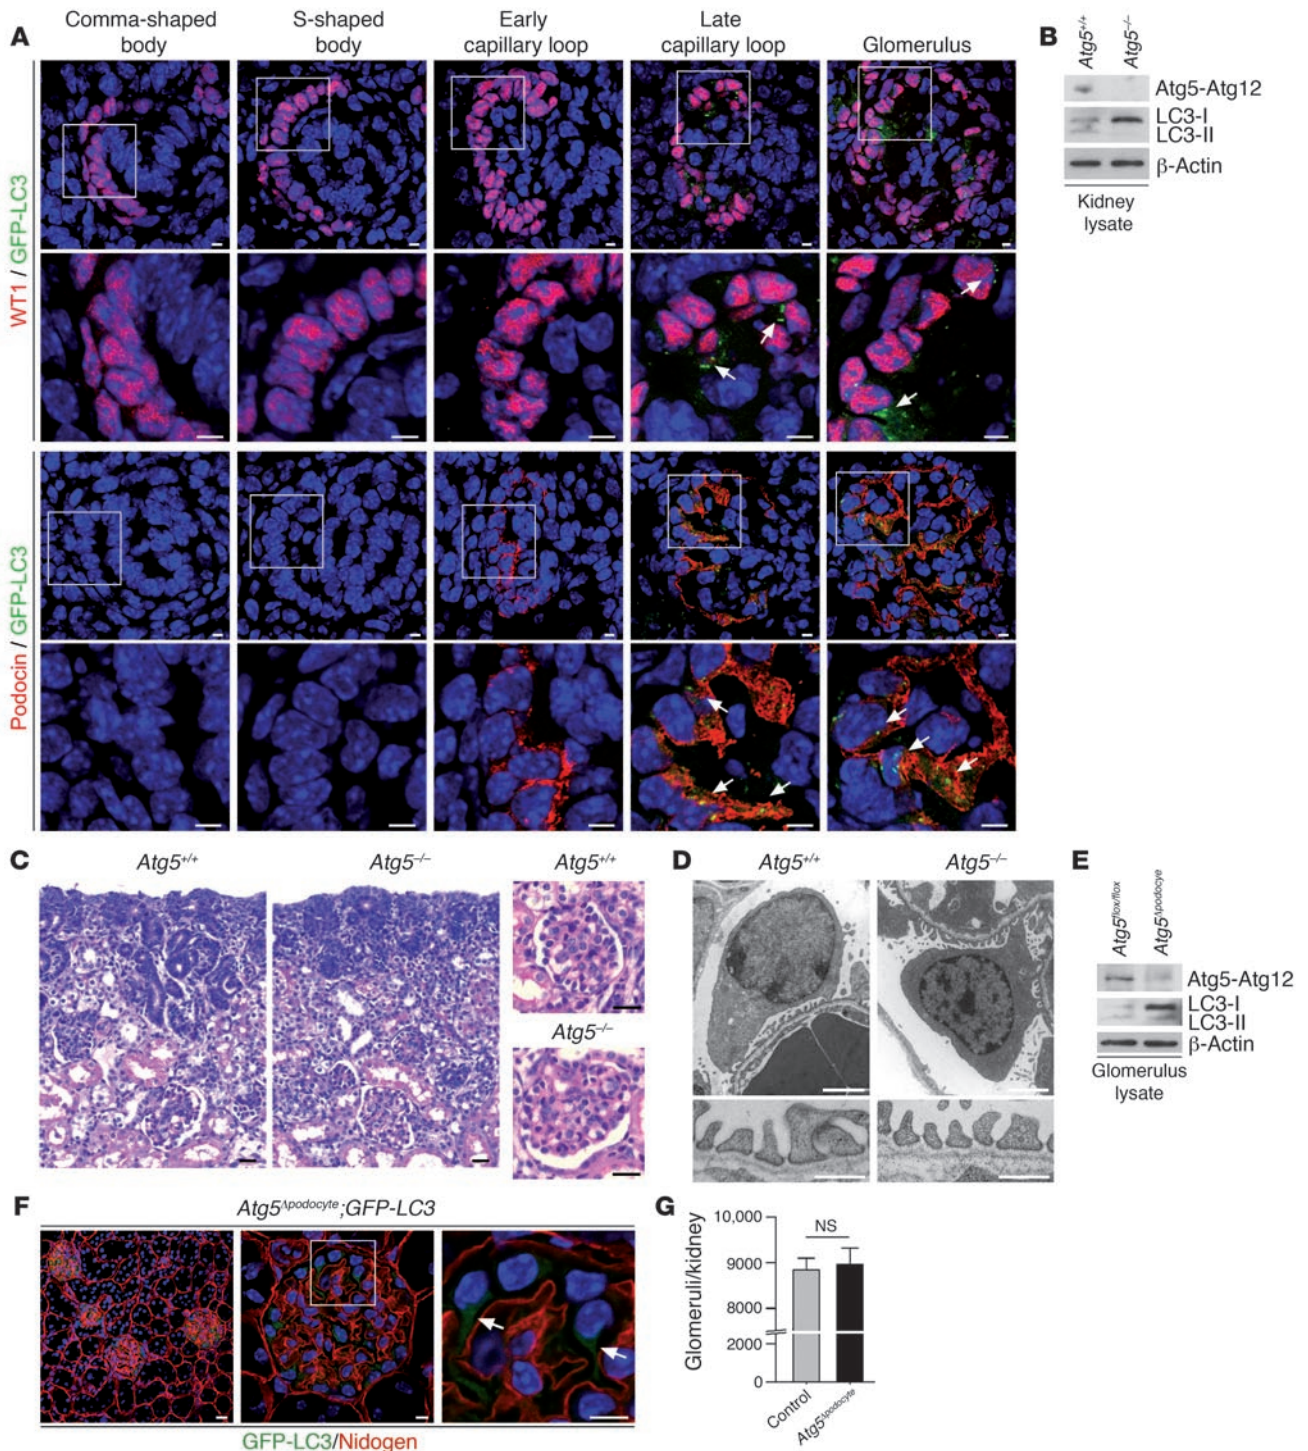 A
Comma-shaped
body
S-shaped
body
Early
capillary loop
Late
capillary loop
Glomerulus
WT1 / GFP-LC3
Podocin / GFP-LC3
B
Atg5+/+
Atg5–/–
Atg5-Atg12
LC3-I
LC3-II
β-Actin
Kidney
lysate
C
Atg5+/+
Atg5–/–
Atg5+/+
Atg5–/–
D
Atg5+/+
Atg5–/–
E
Atg5flox/flox
Atg5Δpodocye
Atg5-Atg12
LC3-I
LC3-II
β-Actin
Glomerulus
lysate
F
Atg5Δpodocyte;GFP-LC3
GFP-LC3/Nidogen
G
Glomeruli/kidney
10,000
9000
8000
2000
0
NS
Control
Atg5Δpodocyte